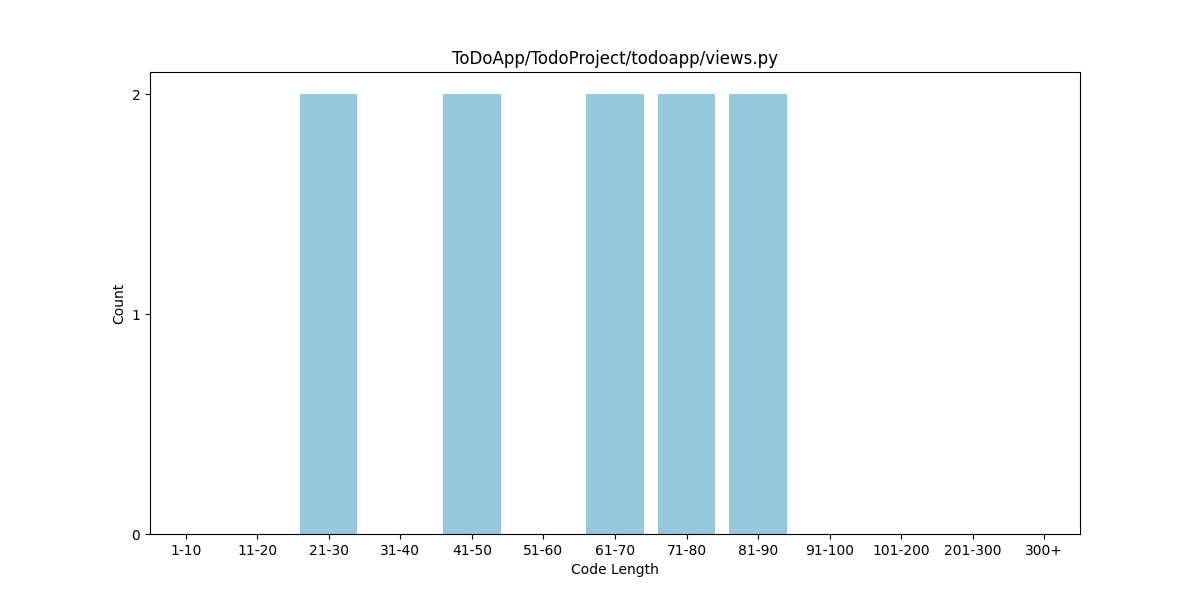 ToDoApp/TodoProject/todoapp/views.py
2
1
0
Count
1-10 11-20 21-30 31-40 41-50 51-60 61-70 71-80 81-90 91-100 101-200 201-300 300+
Code Length